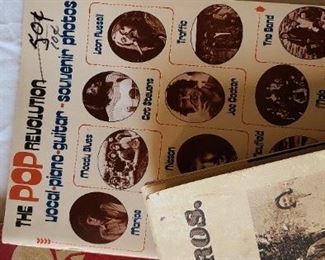 THE POP REVOLUTION
vocal·piano·guitar·souvenir photos
50¢
Leon Russell
Traffic
The Band
Cat Stevens
Joe Cocker
Moody Blues
Nilsson
ROS.